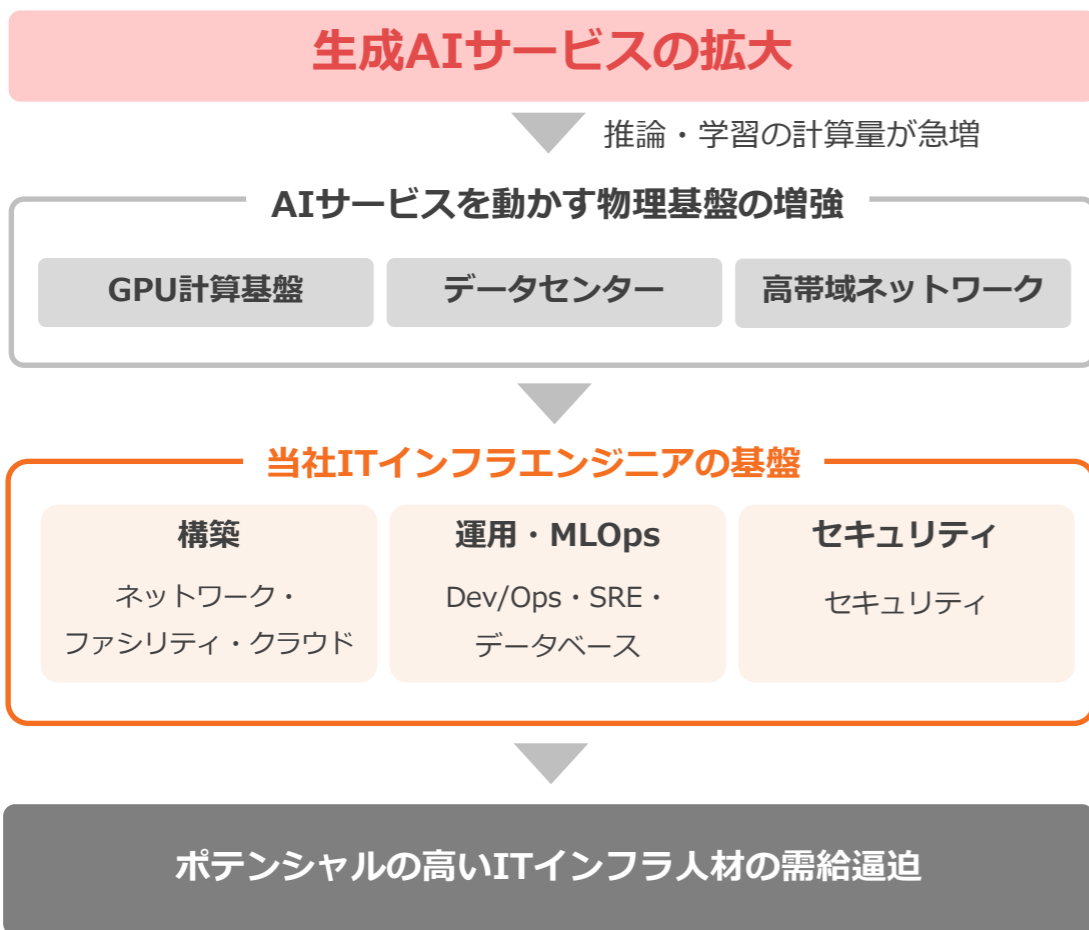 生成AIサービスの拡大
推論・学習の計算量が急増
AIサービスを動かす物理基盤の増強
GPU計算基盤
データセンター
高帯域ネットワーク
当社ITインフラエンジニアの基盤
構築
ネットワーク・
ファシリティ・クラウド
運用・MLOps
Dev/Ops・SRE・
データベース
セキュリティ
セキュリティ
ポテンシャルの高いITインフラ人材の需給逼迫